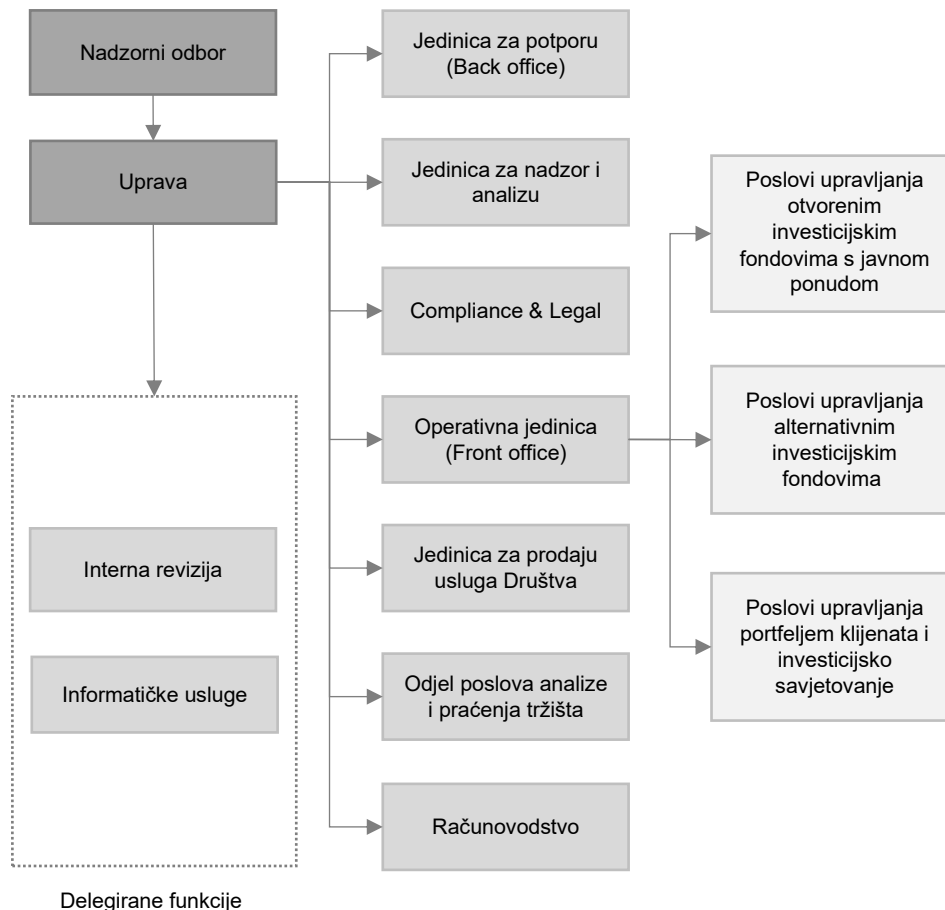 Nadzorni odbor
Uprava
Interna revizija
Informatičke usluge
Delegirane funkcije
Jedinica za potporu
(Back office)
Jedinica za nadzor i
analizu
Compliance & Legal
Operativna jedinica
(Front office)
Jedinica za prodaju
usluga Društva
Odjel poslova analize
i praćenja tržišta
Računovodstvo
Poslovi upravljanja
otvorenim
investicijskim
fondovima s javnom
ponudom
Poslovi upravljanja
alternativnim
investicijskim
fondovima
Poslovi upravljanja
portfeljem klijenata i
investicijsko
savjetovanje